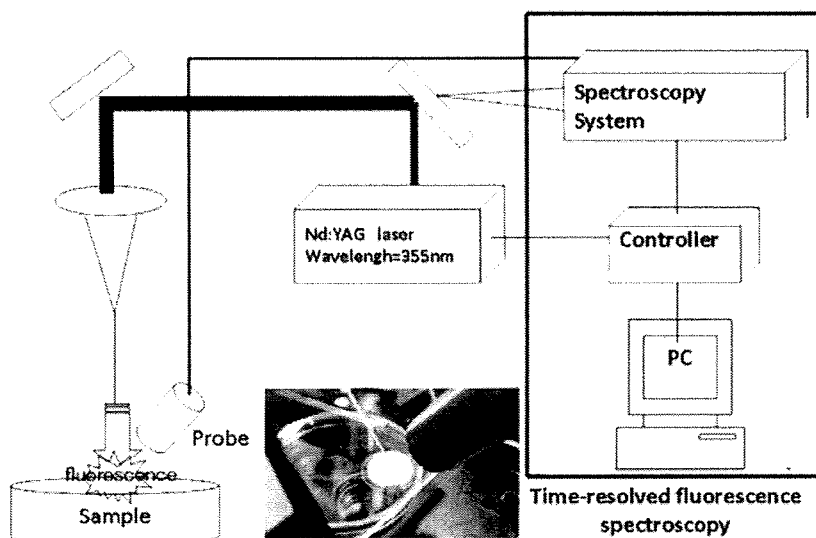 Spectroscopy
System
Nd:YAG laser
Wavelengh=355nm
Controller
PC
Probe
fluorescence
Sample
Time-resolved fluorescence
spectroscopy